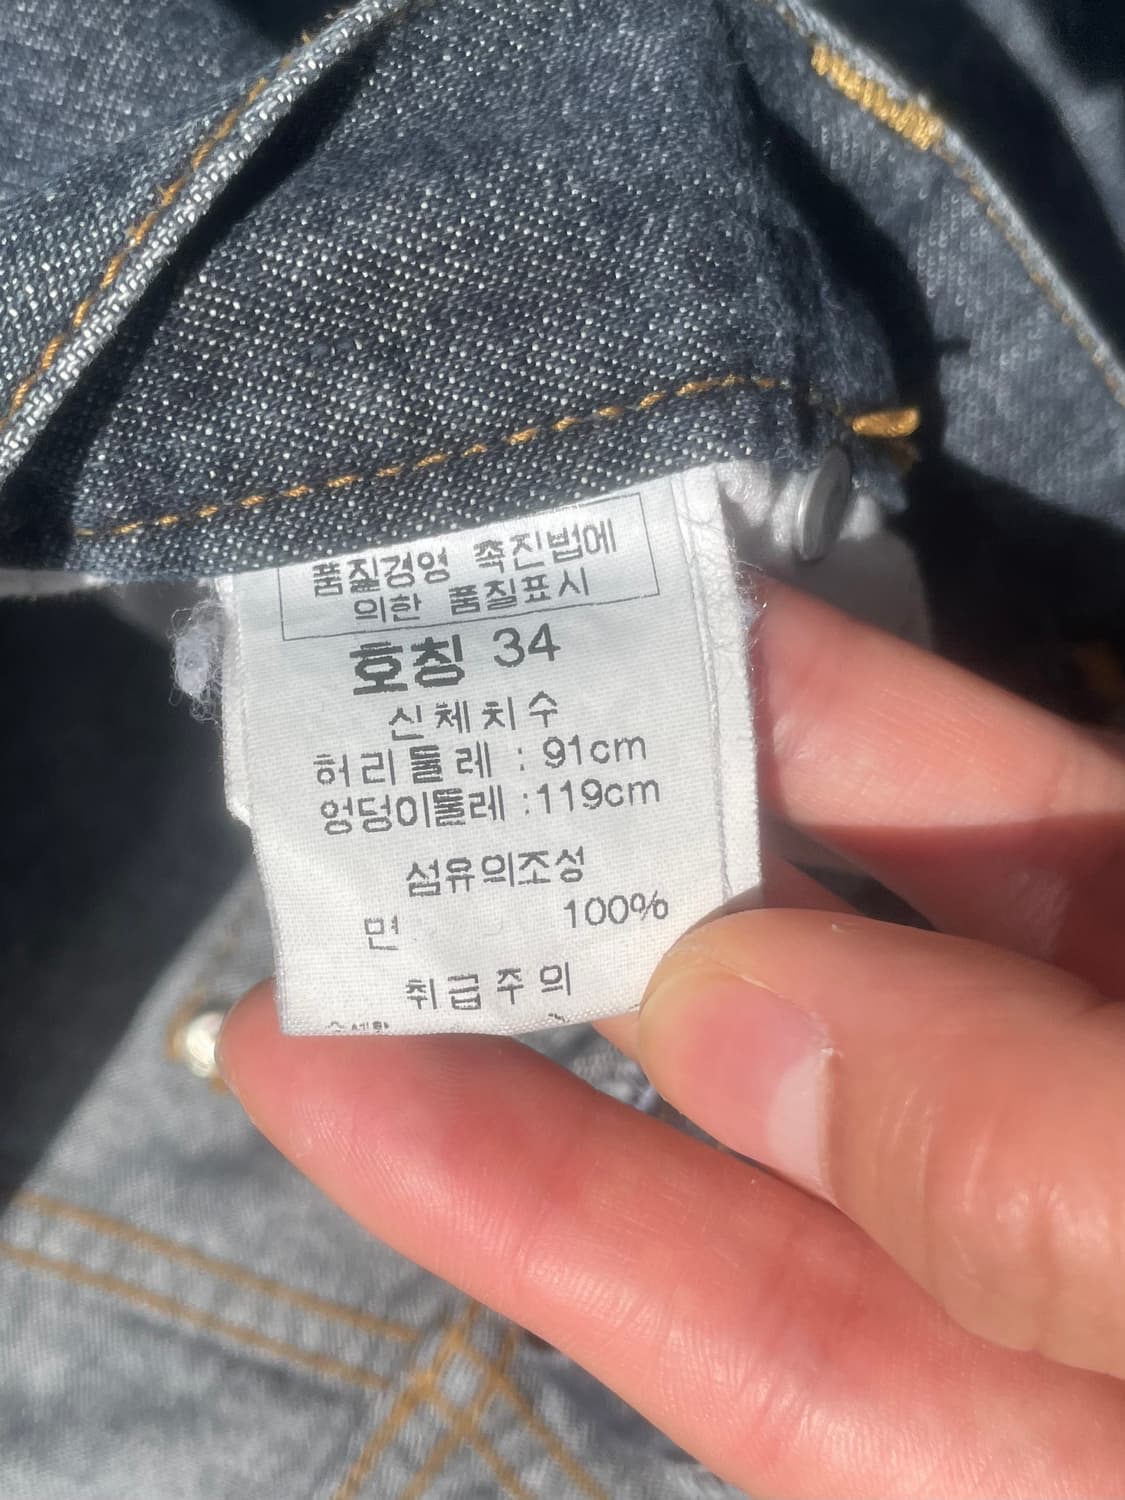 품질경영 촉진법에
의한 품질표시
호칭 34
신체치수
허리둘레 : 91cm
엉덩이둘레 : 119cm
섬유의조성
면 100%
취급주의